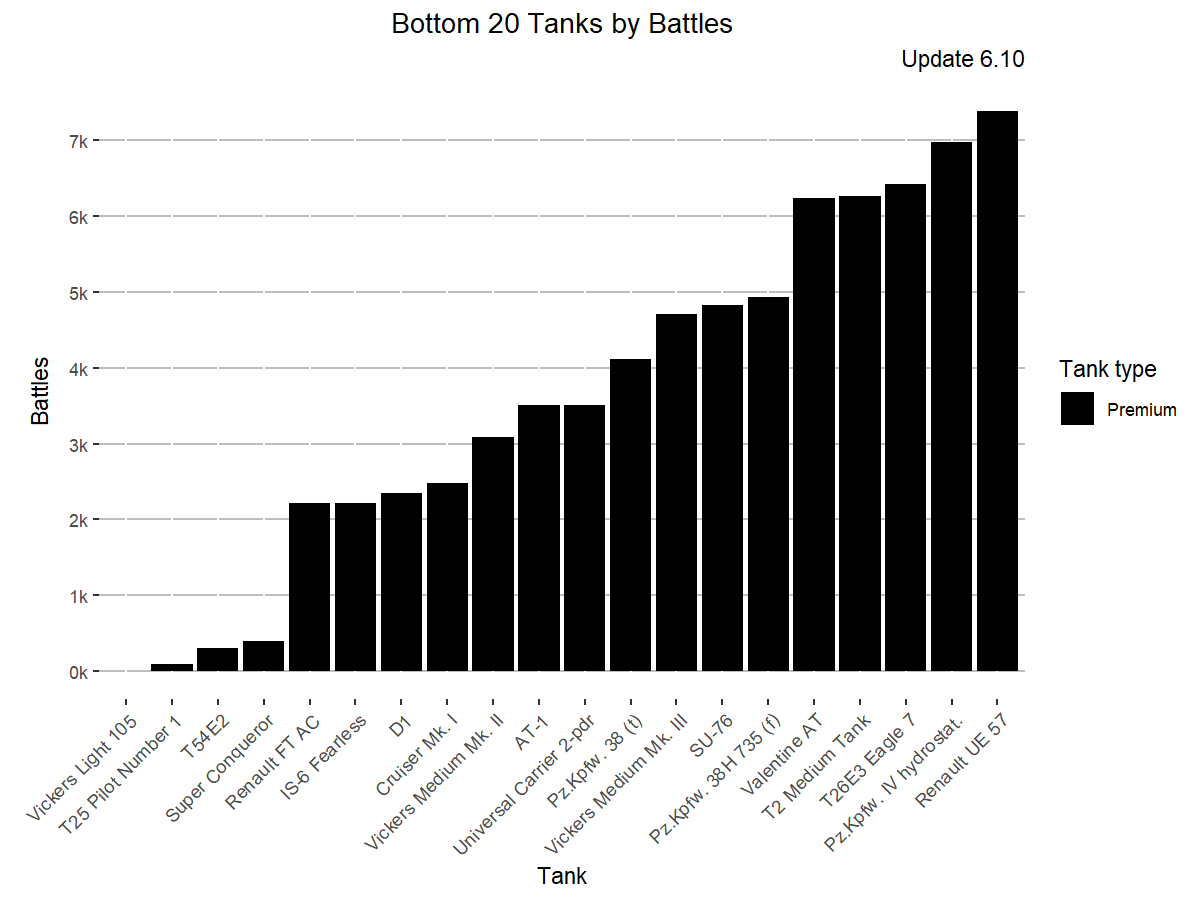 Bottom 20 Tanks by Battles
Update 6.10
7k
6k
5k
4k
3k
2k
1k
0k
Battles
Vickers Light 105
T25 Pilot Number 1
T54E2
Super Conqueror
Renault FT AC
IS-6 Fearless
D1
Cruiser Mk. I
Vickers Medium Mk. II
AT-1
Universal Carrier 2-pdr
Pz.Kpfw. 38 (t)
Vickers Medium Mk. III
SU-76
Pz.Kpfw. 38H 735 (f)
Valentine AT
T2 Medium Tank
T26E3 Eagle 7
Pz.Kpfw. IV hydrostat.
Renault UE 57
Tank
Tank type
Premium